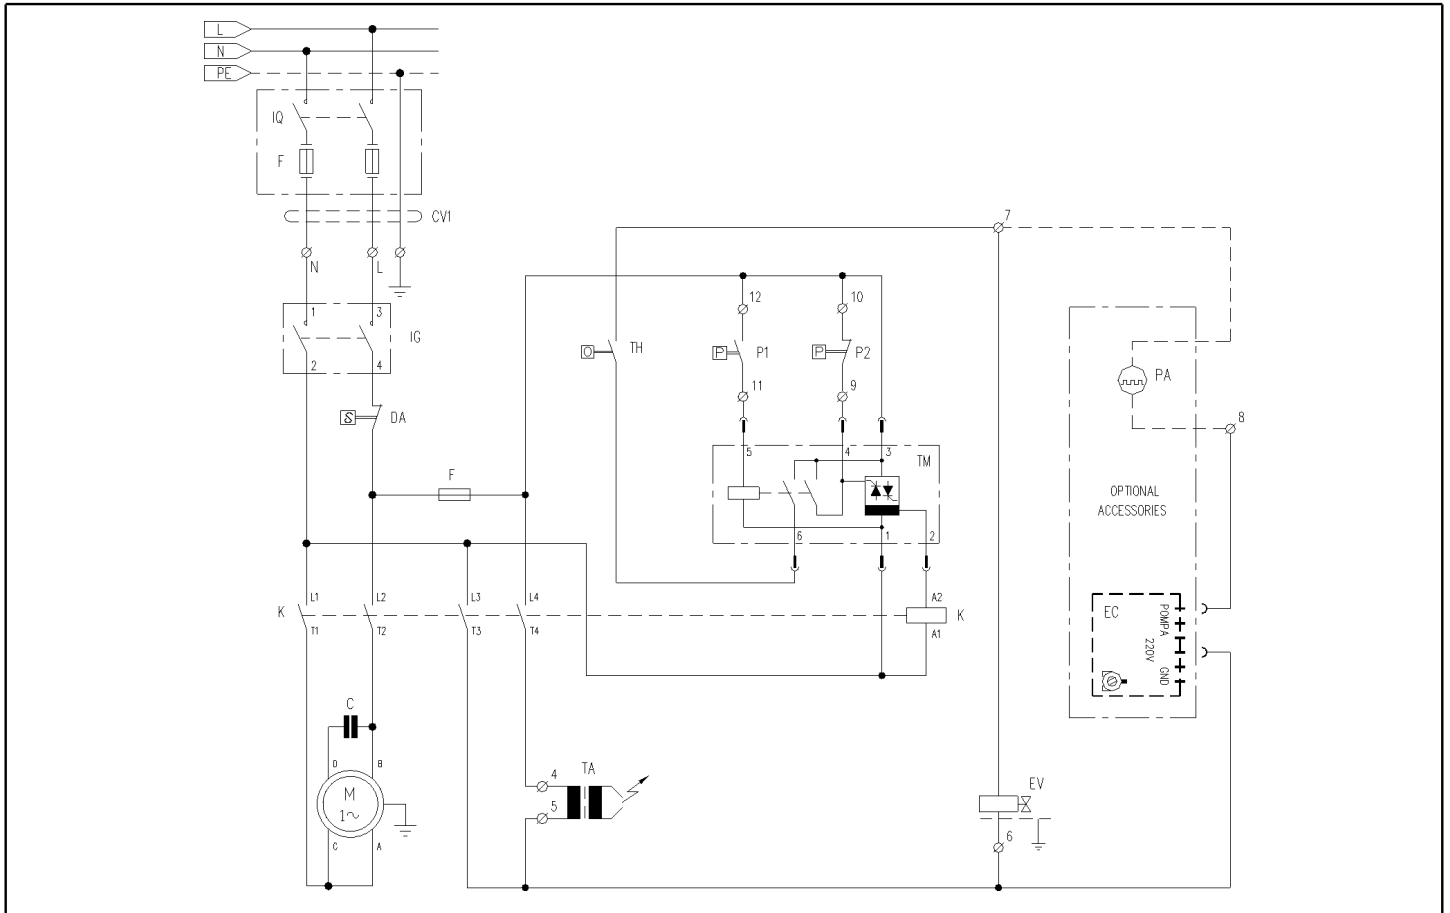 L
N
PE
IQ
F
CV1
N
L
1
3
IG
2
4
DA
7
12
10
TH
P
P1
P
P2
O
11
9
PA
8
5
4
3
TM
F
OPTIONAL
ACCESSORIES
6
1
2
L1
L2
L3
L4
A2
K
K
T1
T2
T3
T4
A1
EC
POMPA
220V
GND
C
D
B
M
1~
C
A
4
TA
5
EV
6